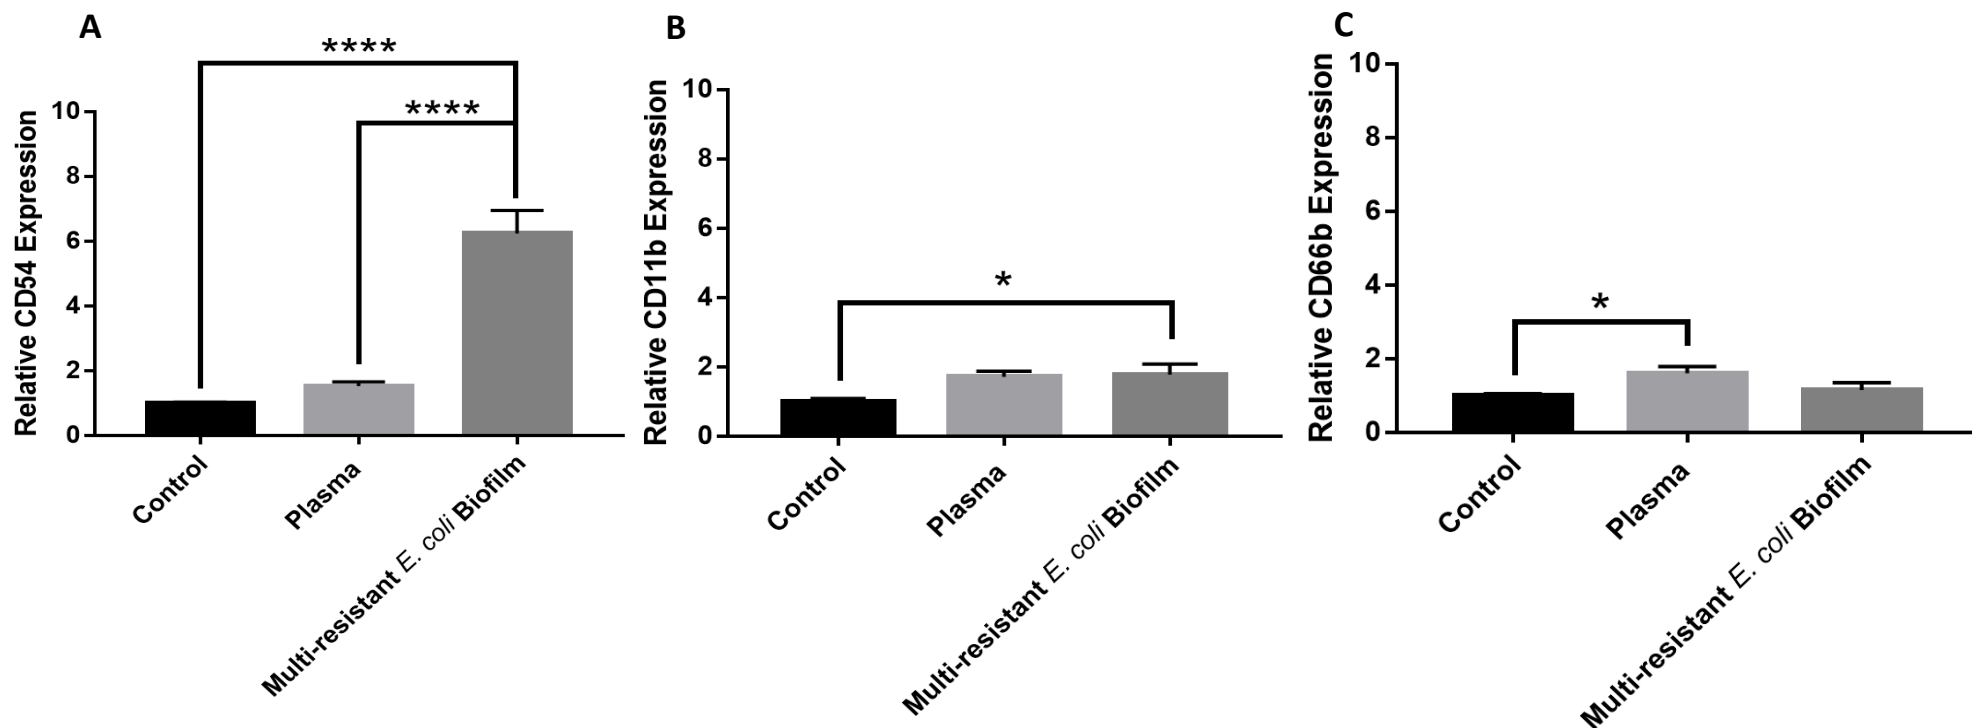 A
****
****
Relative CD54 Expression
10
8
6
4
2
0
Control
Plasma
Multi-resistant E. coli Biofilm
B
*
Relative CD11b Expression
10
8
6
4
2
0
Control
Plasma
Multi-resistant E. coli Biofilm
C
*
Relative CD66b Expression
10
8
6
4
2
0
Control
Plasma
Multi-resistant E. coli Biofilm